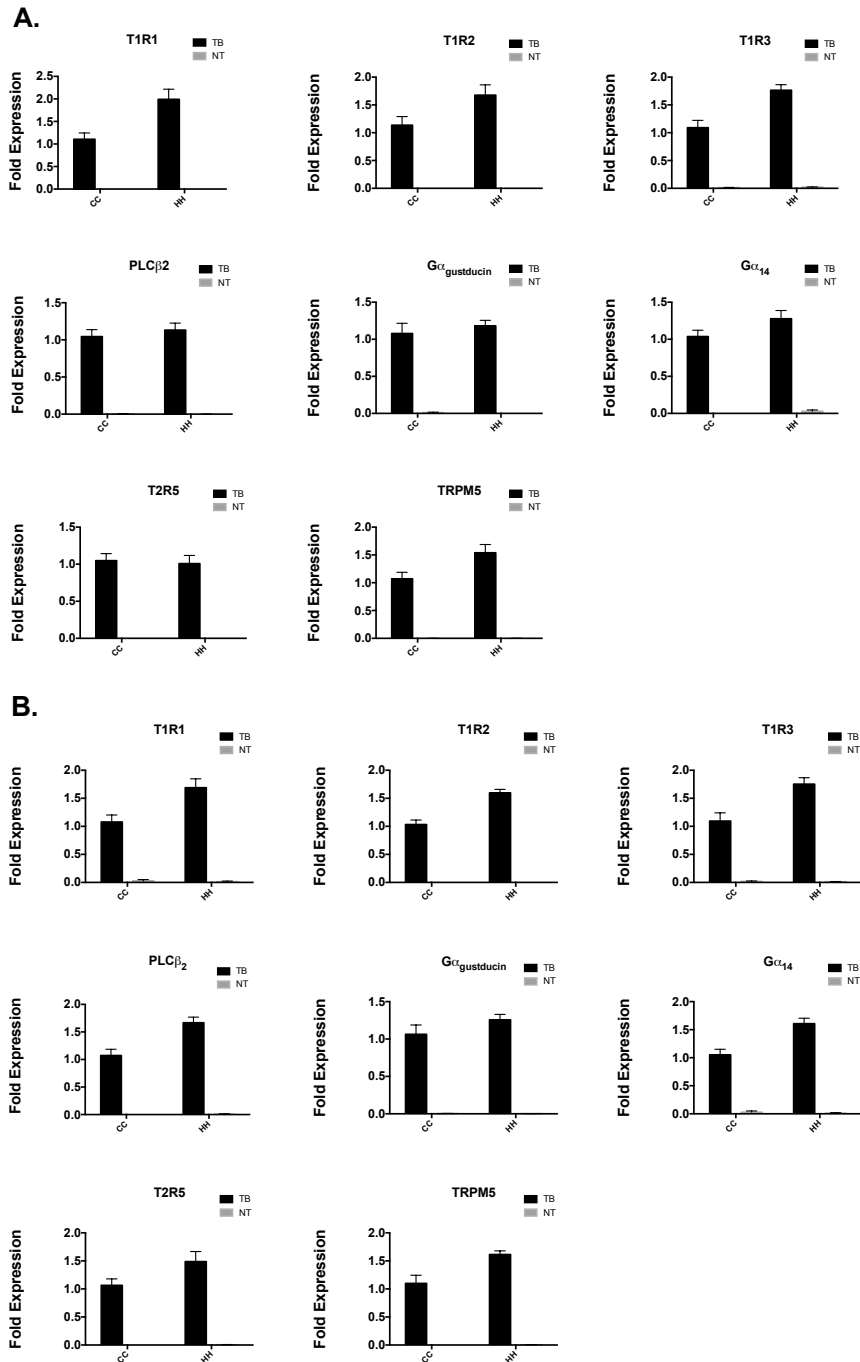 A.
T1R1
TB
NT
Fold Expression
2.5
2.0
1.5
1.0
0.5
0.0
CC
HH
T1R2
TB
NT
Fold Expression
2.0
1.5
1.0
0.5
0.0
CC
HH
T1R3
TB
NT
Fold Expression
2.0
1.5
1.0
0.5
0.0
CC
HH
PLCβ2
TB
NT
Fold Expression
1.5
1.0
0.5
0.0
CC
HH
Gαgustducin
TB
NT
Fold Expression
1.5
1.0
0.5
0.0
CC
HH
Gα14
TB
NT
Fold Expression
1.5
1.0
0.5
0.0
CC
HH
T2R5
TB
NT
Fold Expression
1.5
1.0
0.5
0.0
CC
HH
TRPM5
TB
NT
Fold Expression
2.0
1.5
1.0
0.5
0.0
CC
HH
B.
T1R1
TB
NT
Fold Expression
2.0
1.5
1.0
0.5
0.0
CC
HH
T1R2
TB
NT
Fold Expression
2.0
1.5
1.0
0.5
0.0
CC
HH
T1R3
TB
NT
Fold Expression
2.0
1.5
1.0
0.5
0.0
CC
HH
PLCβ2
TB
NT
Fold Expression
2.0
1.5
1.0
0.5
0.0
CC
HH
Gαgustducin
TB
NT
Fold Expression
1.5
1.0
0.5
0.0
CC
HH
Gα14
TB
NT
Fold Expression
2.0
1.5
1.0
0.5
0.0
CC
HH
T2R5
TB
NT
Fold Expression
2.0
1.5
1.0
0.5
0.0
CC
HH
TRPM5
TB
NT
Fold Expression
2.0
1.5
1.0
0.5
0.0
CC
HH